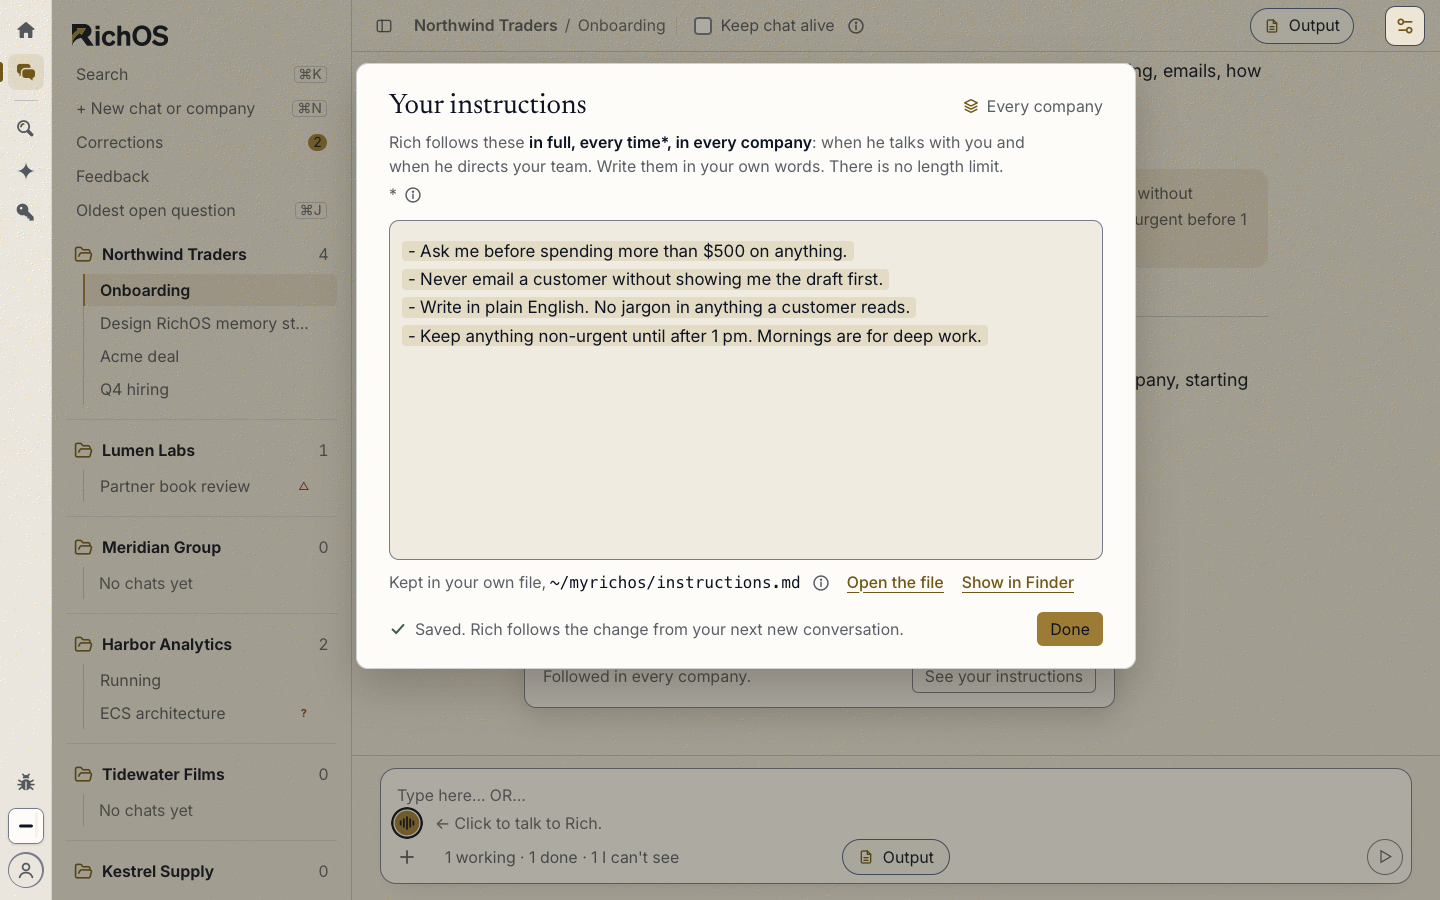 RichOS
Search ⌘K
+ New chat or company ⌘N
Corrections 2
Feedback
Oldest open question ⌘J
Northwind Traders 4
Onboarding
Design RichOS memory st...
Acme deal
Q4 hiring
Lumen Labs 1
Partner book review
Meridian Group 0
No chats yet
Harbor Analytics 2
Running
ECS architecture ?
Tidewater Films 0
No chats yet
Kestrel Supply 0
Northwind Traders / Onboarding Keep chat alive
Output
emails, how
without
urgent before 1
starting
Your instructions
Every company
Rich follows these in full, every time*, in every company: when he talks with you and
when he directs your team. Write them in your own words. There is no length limit.
*
- Ask me before spending more than $500 on anything.
- Never email a customer without showing me the draft first.
- Write in plain English. No jargon in anything a customer reads.
- Keep anything non-urgent until after 1 pm. Mornings are for deep work.
Kept in your own file, ~/myrichos/instructions.md Open the file Show in Finder
Saved. Rich follows the change from your next new conversation.
Done
Followed in every company.
See your instructions
Type here... OR...
← Click to talk to Rich.
1 working · 1 done · 1 I can't see
Output